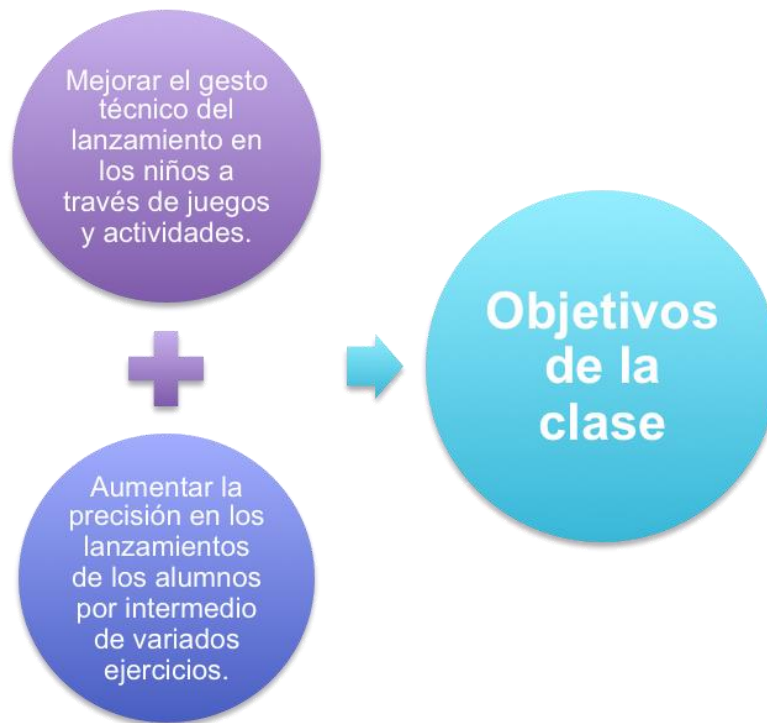 Mejorar el gesto
técnico del
lanzamiento en
los niños a
través de juegos
y actividades.
Aumentar la
precisión en los
lanzamientos
de los alumnos
por intermedio
de variados
ejercicios.
Objetivos
de la
clase